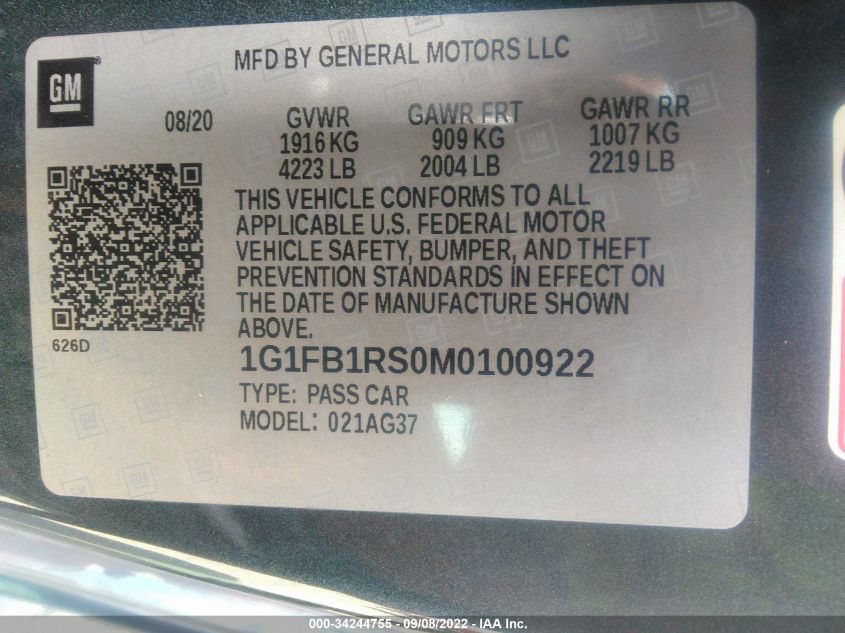 MFD BY GENERAL MOTORS LLC
GM
08/20 GVWR GAWR FRT GAWR RR
1916 KG 909 KG 1007 KG
4223 LB 2004 LB 2219 LB
THIS VEHICLE CONFORMS TO ALL
APPLICABLE U.S. FEDERAL MOTOR
VEHICLE SAFETY, BUMPER, AND THEFT
PREVENTION STANDARDS IN EFFECT ON
THE DATE OF MANUFACTURE SHOWN
ABOVE.
626D
1G1FB1RS0M0100922
TYPE: PASS CAR
MODEL: 021AG37
000-34244755 - 09/08/2022 - IAA Inc.